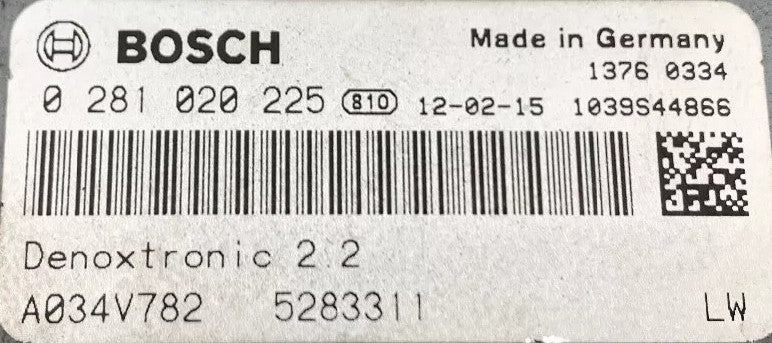 BOSCH
Made in Germany
1376 0334
0 281 020 225 810 12-02-15 1039S44866
Denoxtronic 2.2
A034V782 5283311 LW